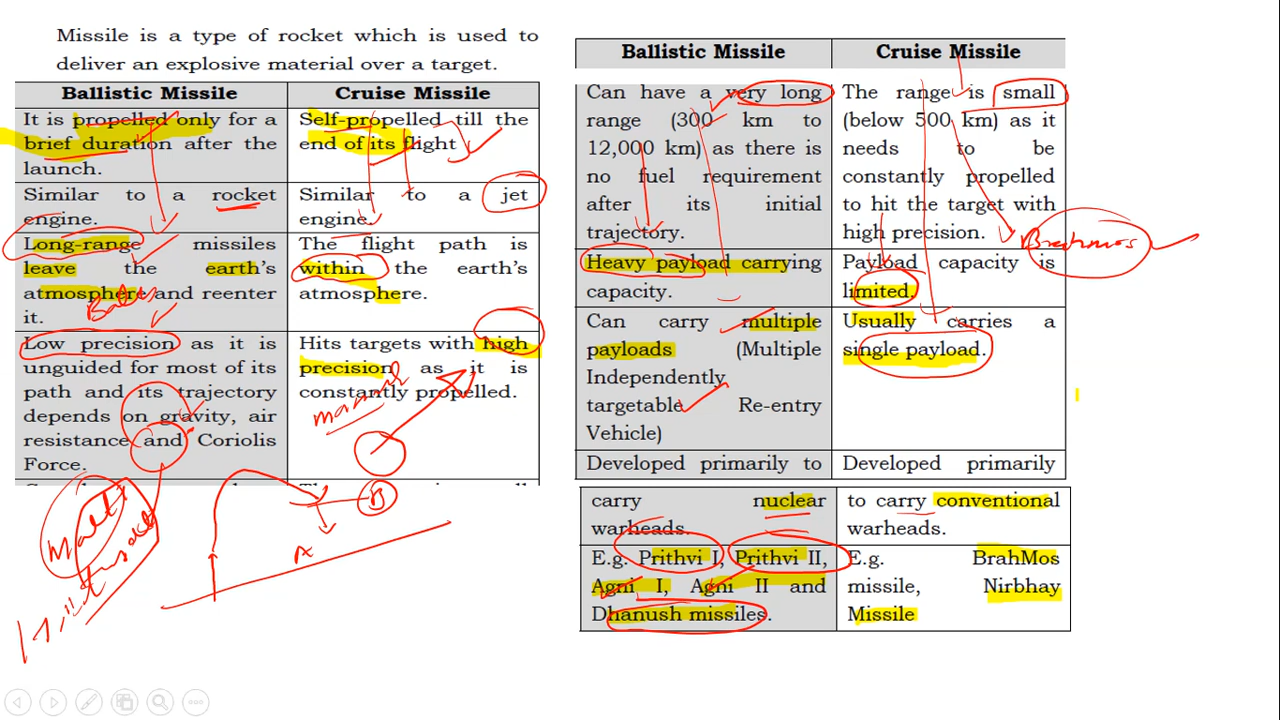 Missile is a type of rocket which is used to
deliver an explosive material over a target.
Ballistic Missile
Cruise Missile
It is propelled only for a
brief duration after the
launch.
Self-propelled till the
end of its flight
Similar to a rocket
engine.
Similar to a jet
engine.
Long-range missiles
leave the earth's
atmosphere and reenter
it.
The flight path is
within the earth's
atmosphere.
Low precision as it is
unguided for most of its
path and its trajectory
depends on gravity, air
resistance and Coriolis
Force.
Hits targets with high
precision as it is
constantly propelled.
A
B
Ballistic Missile
Cruise Missile
Can have a very long
range (300 km to
12,000 km) as there is
no fuel requirement
after its initial
trajectory.
The range is small
(below 500 km) as it
needs to be
constantly propelled
to hit the target with
high precision.
Brahmos
Heavy payload carrying
capacity.
Payload capacity is
limited.
Can carry multiple
payloads (Multiple
Independently
targetable Re-entry
Vehicle)
Usually carries a
single payload.
Developed primarily to
carry nuclear
warheads.
Developed primarily
to carry conventional
warheads.
E.g. Prithvi I, Prithvi II,
Agni I, Agni II and
Dhanush missiles.
E.g. BrahMos
missile, Nirbhay
Missile